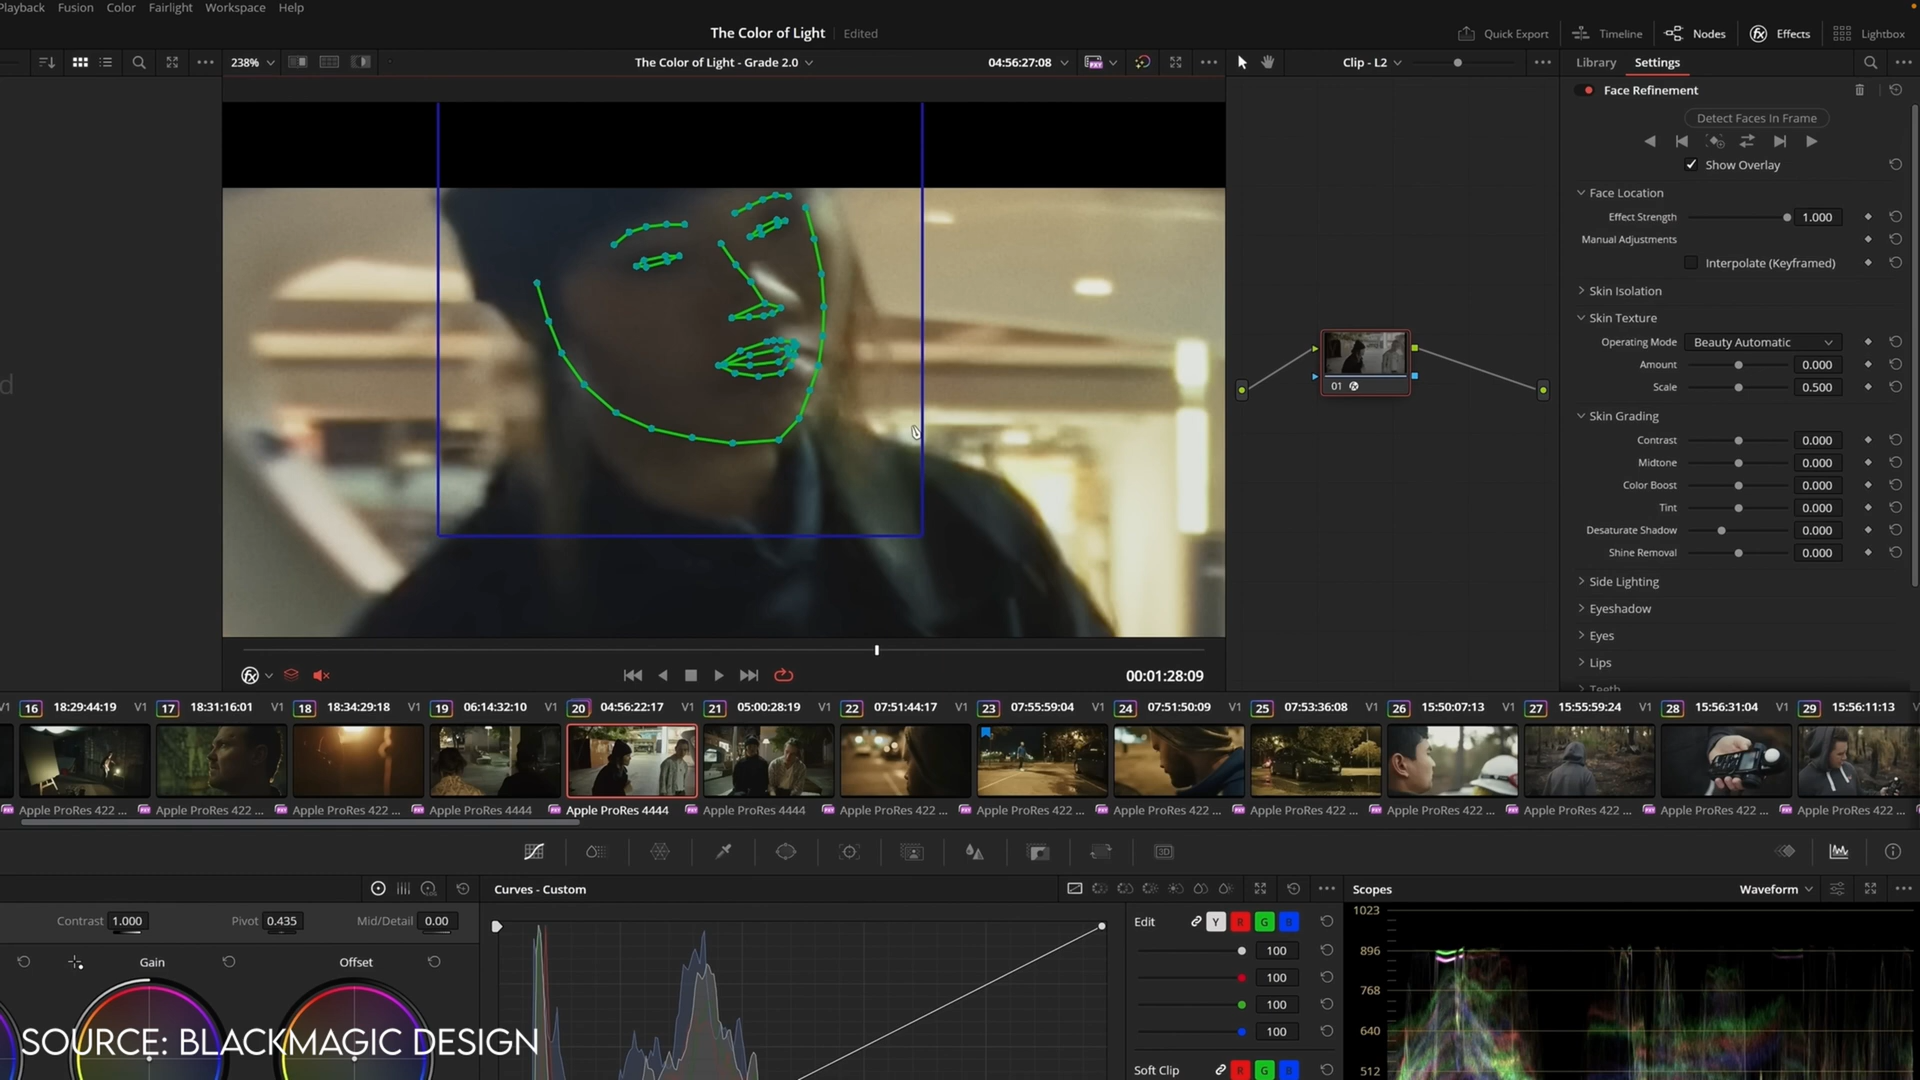 Playback Fusion Color Fairlight Workspace Help
The Color of Light Edited
Quick Export Timeline Nodes Effects Lightbox
238% The Color of Light - Grade 2.0 04:56:27:08 Clip - L2 Library Settings
Face Refinement
Detect Faces In Frame
Show Overlay
Face Location
Effect Strength 1.000
Manual Adjustments
Interpolate (Keyframed)
Skin Isolation
Skin Texture
Operating Mode Beauty Automatic
Amount 0.000
Scale 0.500
01
Skin Grading
Contrast 0.000
Midtone 0.000
Color Boost 0.000
Tint 0.000
Desaturate Shadow 0.000
Shine Removal 0.000
Side Lighting
Eyeshadow
Eyes
Lips
Teeth
00:01:28:09
V1 16 18:29:44:19 V1 17 18:31:16:01 V1 18 18:34:29:18 V1 19 06:14:32:10 V1 20 04:56:22:17 V1 21 05:00:28:19 V1 22 07:51:44:17 V1 23 07:55:59:04 V1 24 07:51:50:09 V1 25 07:53:36:08 V1 26 15:50:07:13 V1 27 15:55:59:24 V1 28 15:56:31:04 V1 29 15:56:11:13
Apple ProRes 422 ... Apple ProRes 422 ... Apple ProRes 422 ... Apple ProRes 4444 Apple ProRes 4444 Apple ProRes 4444 Apple ProRes 422 ... Apple ProRes 422 ... Apple ProRes 422 ... Apple ProRes 422 ... Apple ProRes 422 ... Apple ProRes 422 ... Apple ProRes 422 ... Apple ProRes 422 ...
3D
Curves - Custom Scopes Waveform
Contrast 1.000 Pivot 0.435 Mid/Detail 0.00
Gain Offset
Edit Y R G B
100
100
100
100
Soft Clip R G B
1023
896
768
640
512
SOURCE: BLACKMAGIC DESIGN